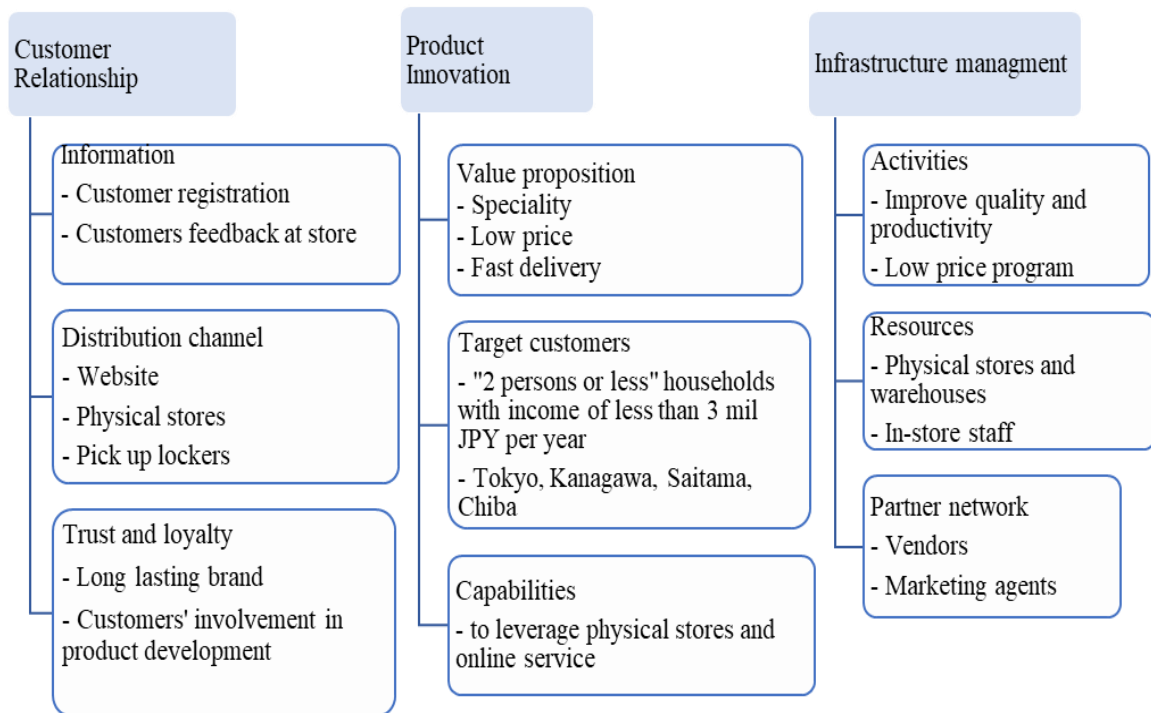 Customer
Relationship
Information
- Customer registration
- Customers feedback at store
Distribution channel
- Website
- Physical stores
- Pick up lockers
Trust and loyalty
- Long lasting brand
- Customers' involvement in
product development
Product
Innovation
Value proposition
- Speciality
- Low price
- Fast delivery
Target customers
- "2 persons or less" households
with income of less than 3 mil
JPY per year
- Tokyo, Kanagawa, Saitama,
Chiba
Capabilities
- to leverage physical stores and
online service
Infrastructure managment
Activities
- Improve quality and
productivity
- Low price program
Resources
- Physical stores and
warehouses
- In-store staff
Partner network
- Vendors
- Marketing agents